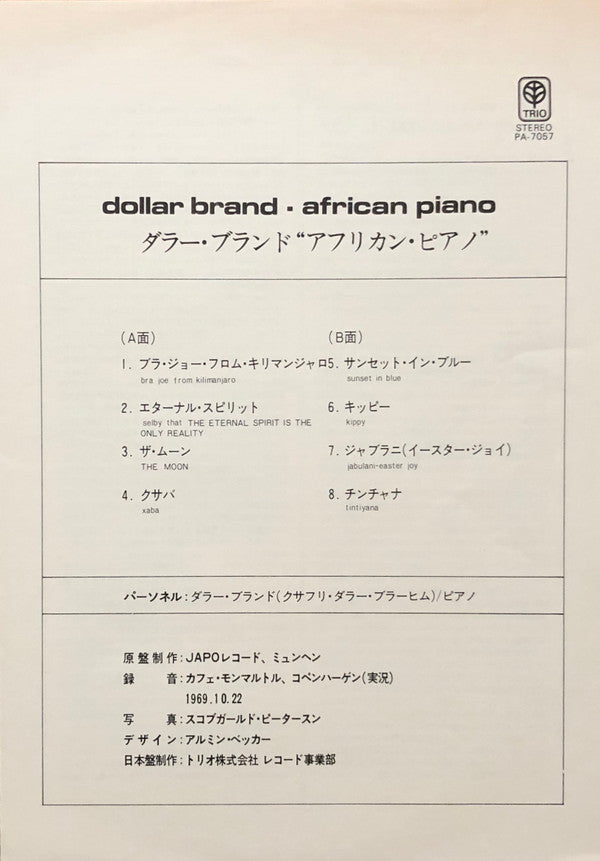 TRIO
STEREO
PA-7057
dollar brand・african piano
ダラー・ブランド“アフリカン・ピアノ”
(A面)
1. ブラ・ジョー・フロム・キリマンジャロ
bra joe from kilimanjaro
2. エターナル・スピリット
selby that THE ETERNAL SPIRIT IS THE
ONLY REALITY
3. ザ・ムーン
THE MOON
4. クサバ
xaba
(B面)
5. サンセット・イン・ブルー
sunset in blue
6. キッピー
kippy
7. ジャブラニ(イースター・ジョイ)
jabulani-easter joy
8. チンチャナ
tintiyana
パーソネル:ダラー・ブランド(クサフリ・ダラー・ブラーヒム)/ピアノ
原盤制作:JAPOレコード、ミュンヘン
録　音:カフェ・モンマルトル、コペンハーゲン(実況)
1969.10.22
写　真:スコブガールド・ピータースン
デザイン:アルミン・ベッカー
日本盤制作:トリオ株式会社 レコード事業部